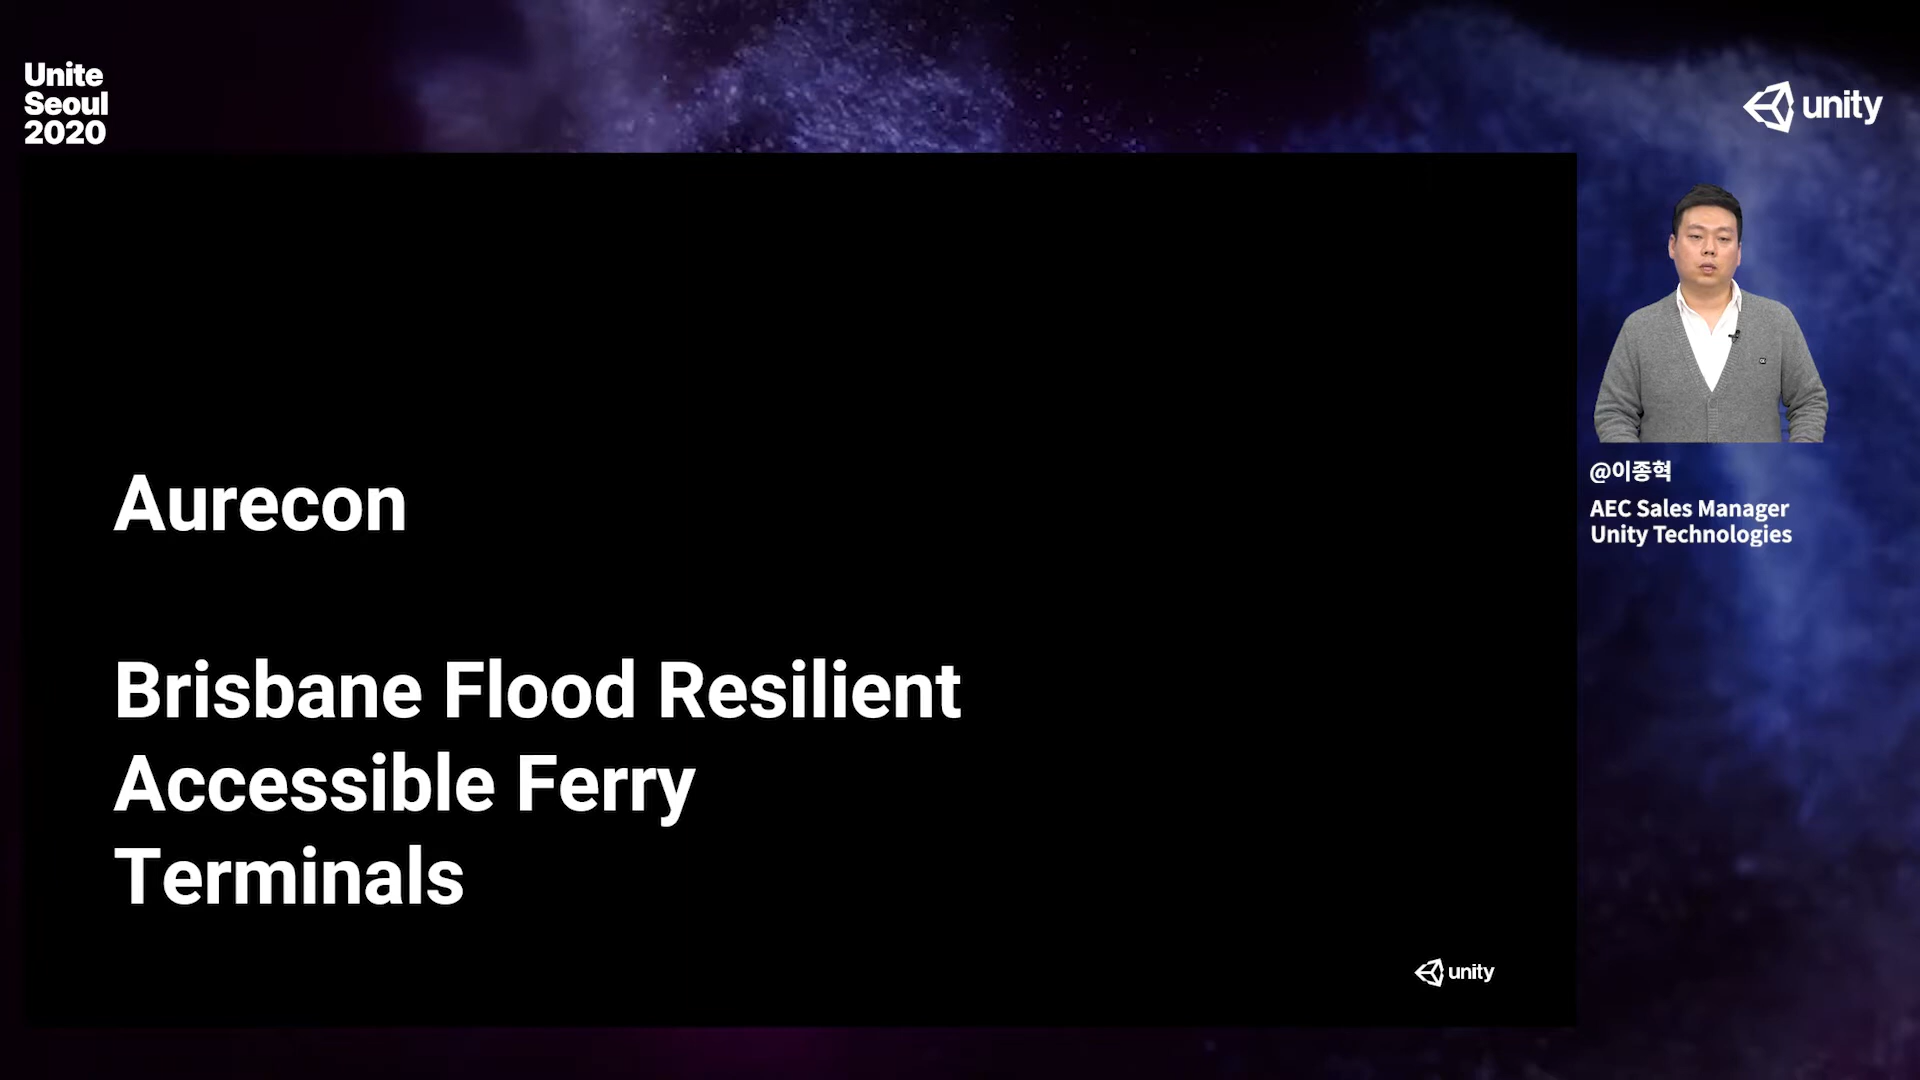 Unite
Seoul
2020
unity
Aurecon
Brisbane Flood Resilient
Accessible Ferry
Terminals
unity
@이종혁
AEC Sales Manager
Unity Technologies